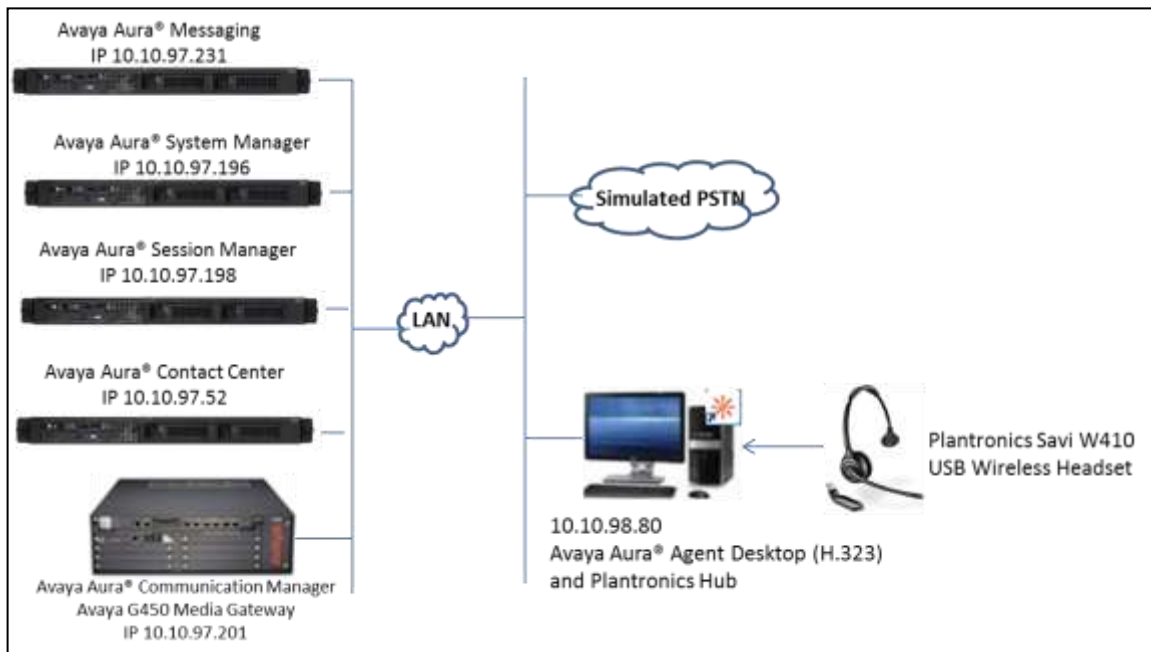 Avaya Aura® Messaging
IP 10.10.97.231
Avaya Aura® System Manager
IP 10.10.97.196
Avaya Aura® Session Manager
IP 10.10.97.198
Avaya Aura® Contact Center
IP 10.10.97.52
Avaya Aura® Communication Manager
Avaya G450 Media Gateway
IP 10.10.97.201
LAN
Simulated PSTN
Plantronics Savi W410
USB Wireless Headset
10.10.98.80
Avaya Aura® Agent Desktop (H.323)
and Plantronics Hub